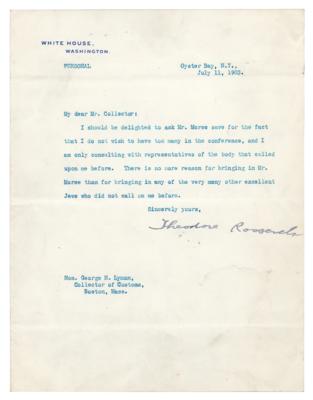 WHITE HOUSE,
WASHINGTON.
PERSONAL
Oyster Bay, N.Y.,
July 11, 1903.
My dear Mr. Collector:
I should be delighted to ask Mr. Morse save for the fact
that I do not wish to have too many in the conference, and I
am only consulting with representatives of the body that called
upon me before. There is no more reason for bringing in Mr.
Morse than for bringing in any of the very many other excellent
Jews who did not call on me before.
Sincerely yours,
Theodore Roosevelt
Hon. George H. Lyman,
Collector of Customs,
Boston, Mass.